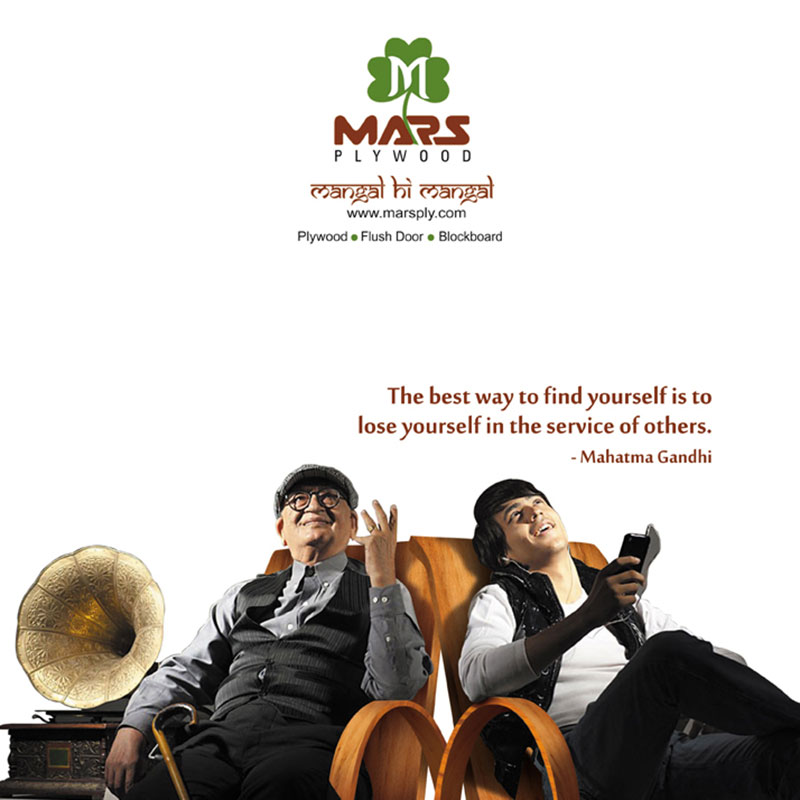 M
MARS
PLYWOOD
mangal hi mangal
www.marsply.com
Plywood ● Flush Door ● Blockboard
The best way to find yourself is to
lose yourself in the service of others.
- Mahatma Gandhi